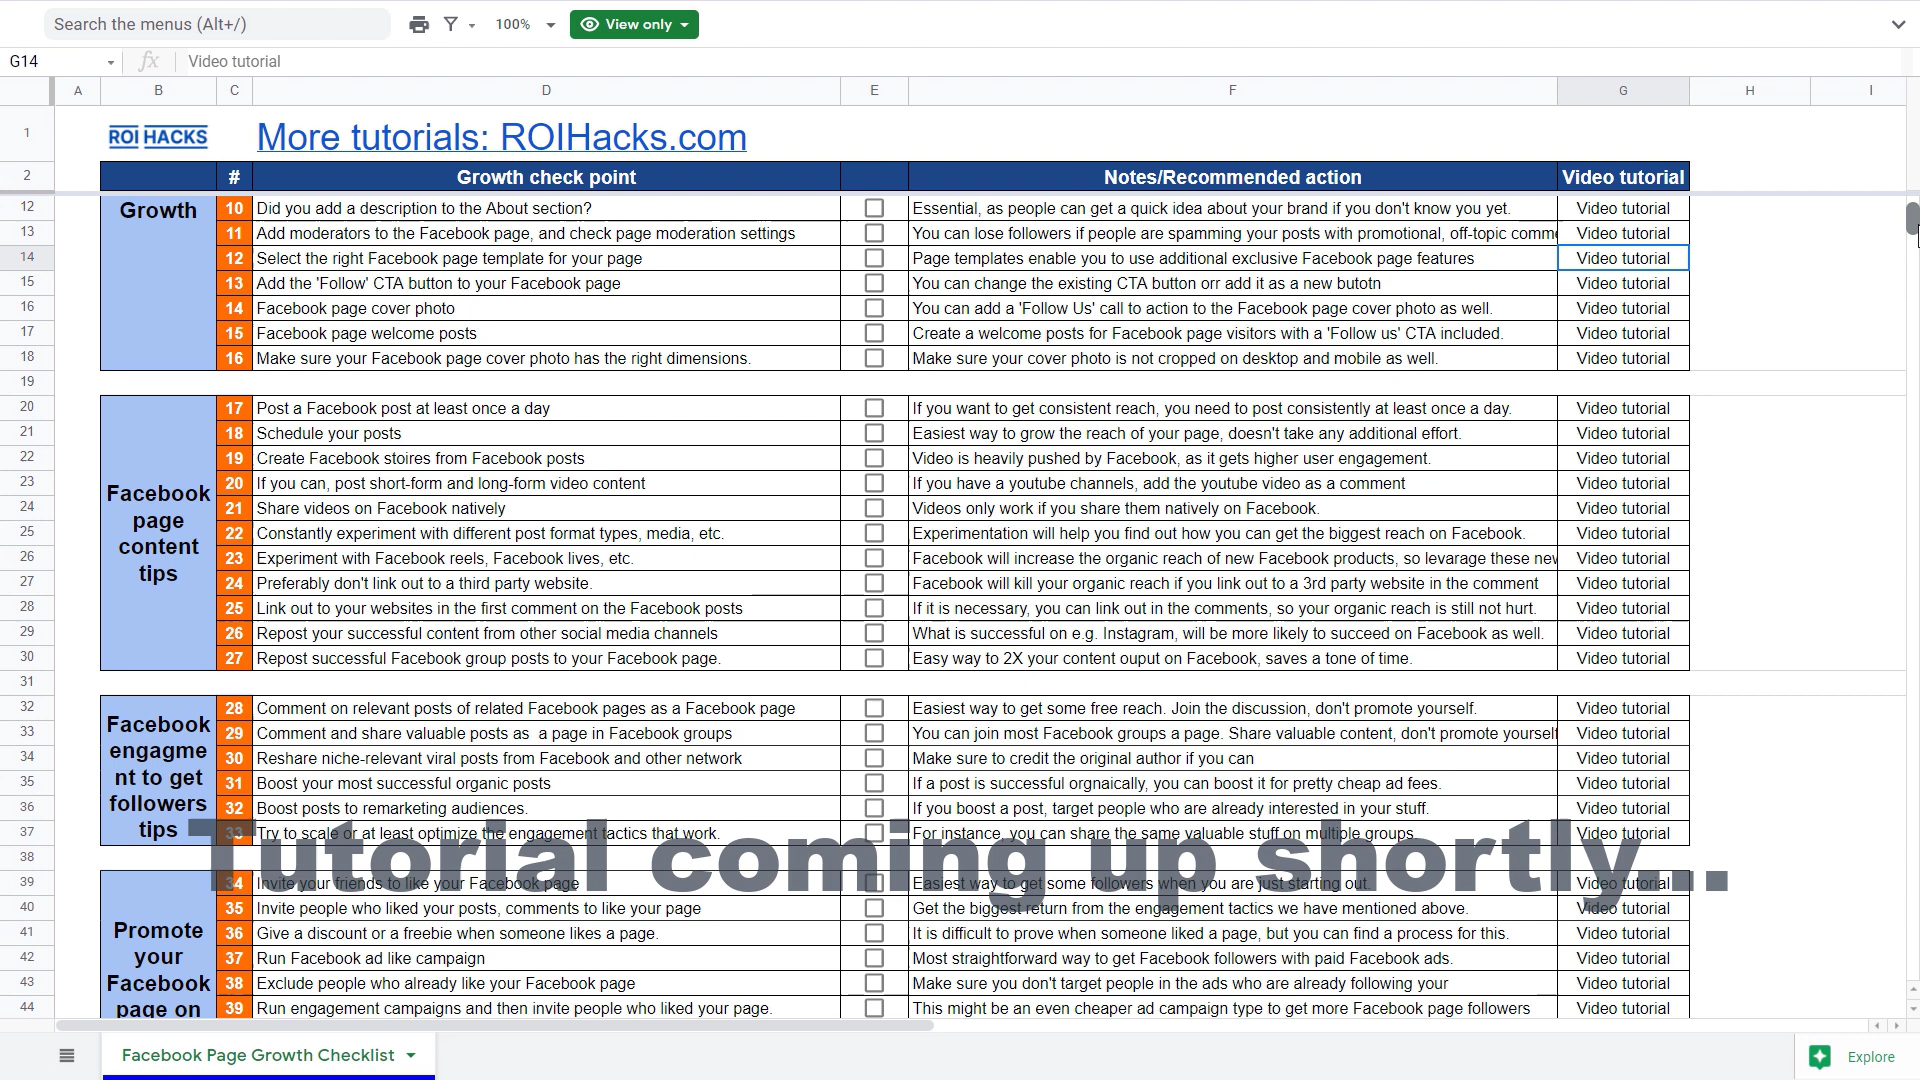 Search the menus (Alt+/)
100%
View only
G14
fx
Video tutorial
A B C D E F G H I
1 ROI HACKS More tutorials: ROIHacks.com
2 # Growth check point Notes/Recommended action Video tutorial
12 Growth 10 Did you add a description to the About section? Essential, as people can get a quick idea about your brand if you don't know you yet. Video tutorial
13 11 Add moderators to the Facebook page, and check page moderation settings You can lose followers if people are spamming your posts with promotional, off-topic comme Video tutorial
14 12 Select the right Facebook page template for your page Page templates enable you to use additional exclusive Facebook page features Video tutorial
15 13 Add the 'Follow' CTA button to your Facebook page You can change the existing CTA button orr add it as a new butotn Video tutorial
16 14 Facebook page cover photo You can add a 'Follow Us' call to action to the Facebook page cover photo as well. Video tutorial
17 15 Facebook page welcome posts Create a welcome posts for Facebook page visitors with a 'Follow us' CTA included. Video tutorial
18 16 Make sure your Facebook page cover photo has the right dimensions. Make sure your cover photo is not cropped on desktop and mobile as well. Video tutorial
19
Facebook
page
content
tips
20 17 Post a Facebook post at least once a day If you want to get consistent reach, you need to post consistently at least once a day. Video tutorial
21 18 Schedule your posts Easiest way to grow the reach of your page, doesn't take any additional effort. Video tutorial
22 19 Create Facebook stoires from Facebook posts Video is heavily pushed by Facebook, as it gets higher user engagement. Video tutorial
23 20 If you can, post short-form and long-form video content If you have a youtube channels, add the youtube video as a comment Video tutorial
24 21 Share videos on Facebook natively Videos only work if you share them natively on Facebook. Video tutorial
25 22 Constantly experiment with different post format types, media, etc. Experimentation will help you find out how you can get the biggest reach on Facebook. Video tutorial
26 23 Experiment with Facebook reels, Facebook lives, etc. Facebook will increase the organic reach of new Facebook products, so levarage these new Video tutorial
27 24 Preferably don't link out to a third party website. Facebook will kill your organic reach if you link out to a 3rd party website in the comment Video tutorial
28 25 Link out to your websites in the first comment on the Facebook posts If it is necessary, you can link out in the comments, so your organic reach is still not hurt. Video tutorial
29 26 Repost your successful content from other social media channels What is successful on e.g. Instagram, will be more likely to succeed on Facebook as well. Video tutorial
30 27 Repost successful Facebook group posts to your Facebook page. Easy way to 2X your content ouput on Facebook, saves a tone of time. Video tutorial
31
Facebook
engagme
nt to get
followers
tips
32 28 Comment on relevant posts of related Facebook pages as a Facebook page Easiest way to get some free reach. Join the discussion, don't promote yourself. Video tutorial
33 29 Comment and share valuable posts as a page in Facebook groups You can join most Facebook groups a page. Share valuable content, don't promote yourself Video tutorial
34 30 Reshare niche-relevant viral posts from Facebook and other network Make sure to credit the original author if you can Video tutorial
35 31 Boost your most successful organic posts If a post is successful orgnaically, you can boost it for pretty cheap ad fees. Video tutorial
36 32 Boost posts to remarketing audiences. If you boost a post, target people who are already interested in your stuff. Video tutorial
37 33 Try to scale or at least optimize the engagement tactics that work. For instance, you can share the same valuable stuff on multiple groups Video tutorial
38
Tutorial coming up shortly...
Promote
your
Facebook
page on
39 34 Invite your friends to like your Facebook page Easiest way to get some followers when you are just starting out. Video tutorial
40 35 Invite people who liked your posts, comments to like your page Get the biggest return from the engagement tactics we have mentioned above. Video tutorial
41 36 Give a discount or a freebie when someone likes a page. It is difficult to prove when someone liked a page, but you can find a process for this. Video tutorial
42 37 Run Facebook ad like campaign Most straightforward way to get Facebook followers with paid Facebook ads. Video tutorial
43 38 Exclude people who already like your Facebook page Make sure you don't target people in the ads who are already following your Video tutorial
44 39 Run engagement campaigns and then invite people who liked your page. This might be an even cheaper ad campaign type to get more Facebook page followers Video tutorial
Facebook Page Growth Checklist
Explore